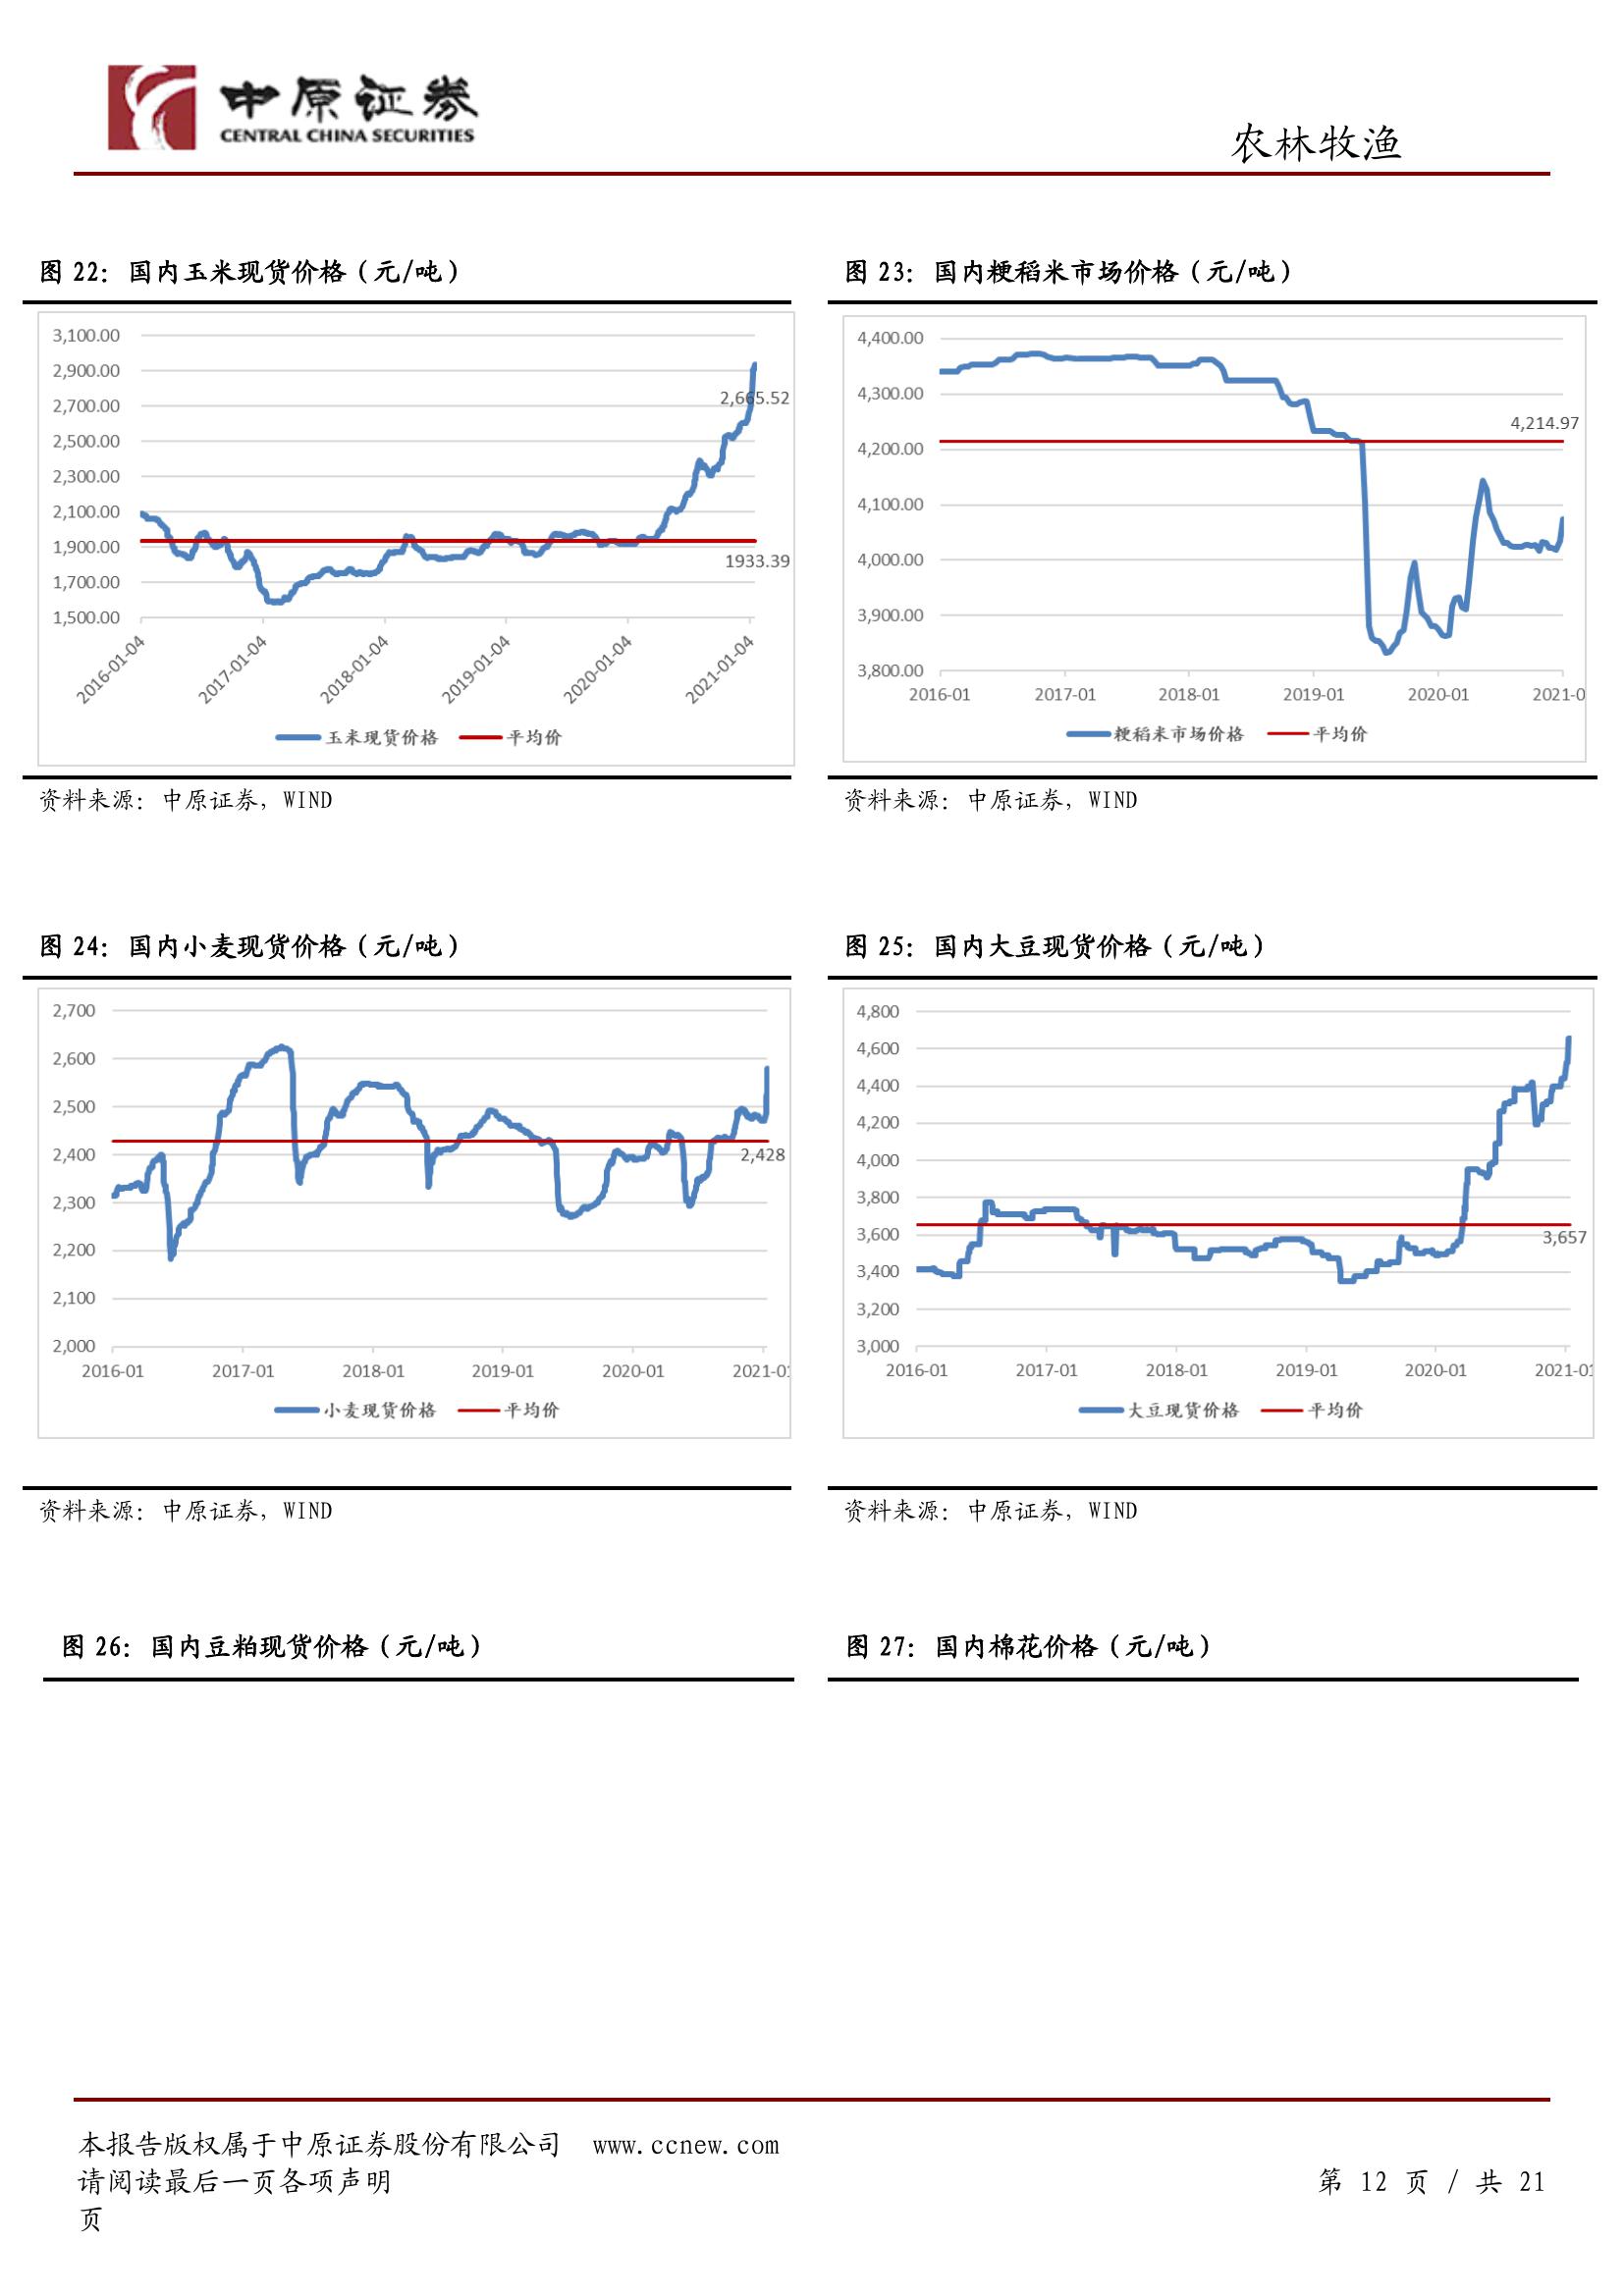 中原证券
CENTRAL CHINA SECURITIES
农林牧渔
图 22：国内玉米现货价格（元/吨）
3,100.00
2,900.00
2,700.00
2,500.00
2,300.00
2,100.00
1,900.00
1,700.00
1,500.00
2,665.52
1933.39
2016-01-04
2017-01-04
2018-01-04
2019-01-04
2020-01-04
2021-01-04
玉米现货价格 平均价
资料来源：中原证券，WIND
图 23：国内粳稻米市场价格（元/吨）
4,400.00
4,300.00
4,200.00
4,100.00
4,000.00
3,900.00
3,800.00
4,214.97
2016-01 2017-01 2018-01 2019-01 2020-01 2021-0
粳稻米市场价格 平均价
资料来源：中原证券，WIND
图 24：国内小麦现货价格（元/吨）
2,700
2,600
2,500
2,400
2,300
2,200
2,100
2,000
2,428
2016-01 2017-01 2018-01 2019-01 2020-01 2021-01
小麦现货价格 平均价
资料来源：中原证券，WIND
图 25：国内大豆现货价格（元/吨）
4,800
4,600
4,400
4,200
4,000
3,800
3,600
3,400
3,200
3,000
3,657
2016-01 2017-01 2018-01 2019-01 2020-01 2021-01
大豆现货价格 平均价
资料来源：中原证券，WIND
图 26：国内豆粕现货价格（元/吨）
图 27：国内棉花价格（元/吨）
本报告版权属于中原证券股份有限公司 www.ccnew.com
请阅读最后一页各项声明 第 12 页 / 共 21
页